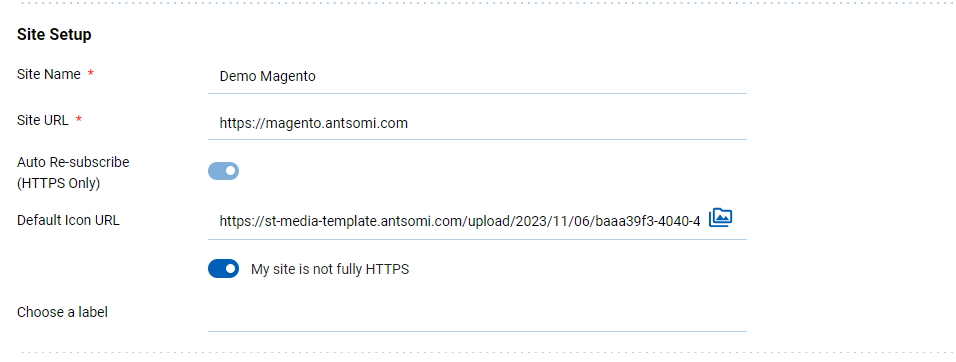 Site Setup
Site Name *
Demo Magento
Site URL *
https://magento.antsomi.com
Auto Re-subscribe
(HTTPS Only)
Default Icon URL
https://st-media-template.antsomi.com/upload/2023/11/06/baaa39f3-4040-4
My site is not fully HTTPS
Choose a label